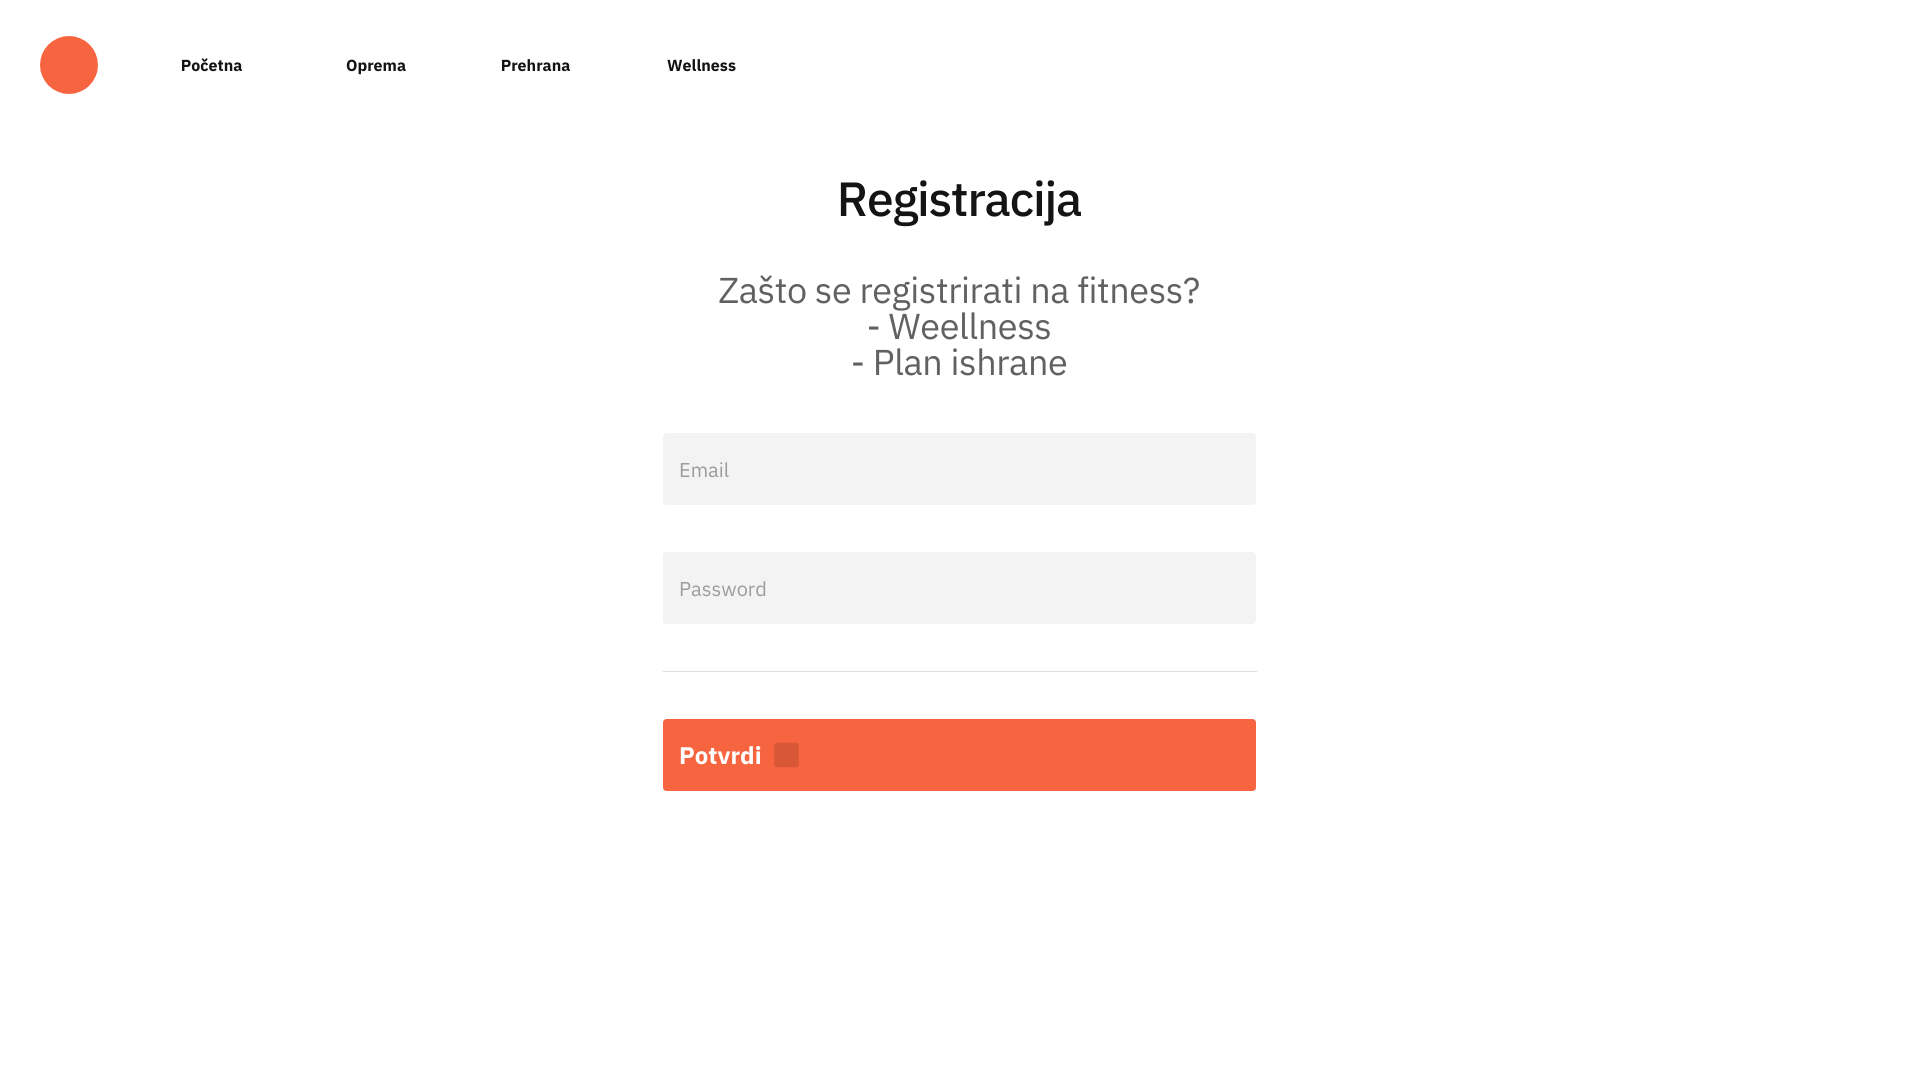 Početna Oprema Prehrana Wellness
Registracija
Zašto se registrirati na fitness?
- Weellness
- Plan ishrane
Email
Password
Potvrdi